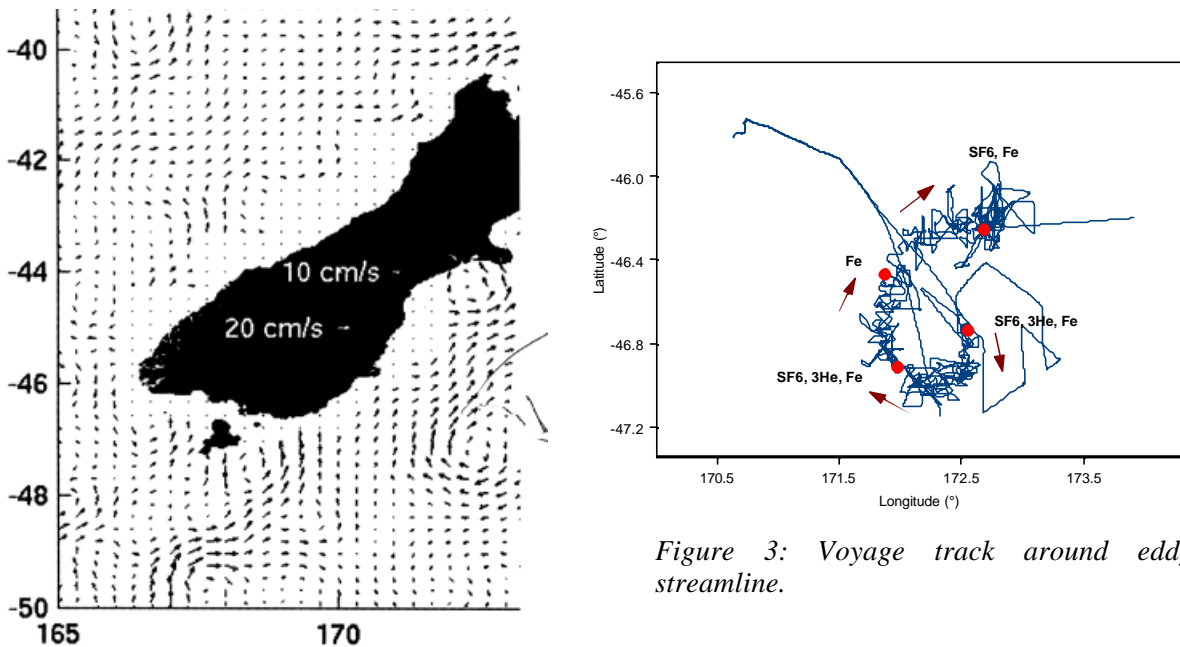 -40
-42
-44
-46
-48
-50
165
170
10 cm/s
20 cm/s
-45.6
-46.0
-46.4
-46.8
-47.2
Latitude (°)
SF6, Fe
Fe
SF6, 3He, Fe
SF6, 3He, Fe
170.5
171.5
172.5
173.5
Longitude (°)
Figure 3: Voyage track around eddy
streamline.